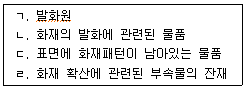 ㄱ. 발화원
ㄴ. 화재의 발화에 관련된 물품
ㄷ. 표면에 화재패턴이 남아있는 물품
ㄹ. 화재 확산에 관련된 부속물의 잔재